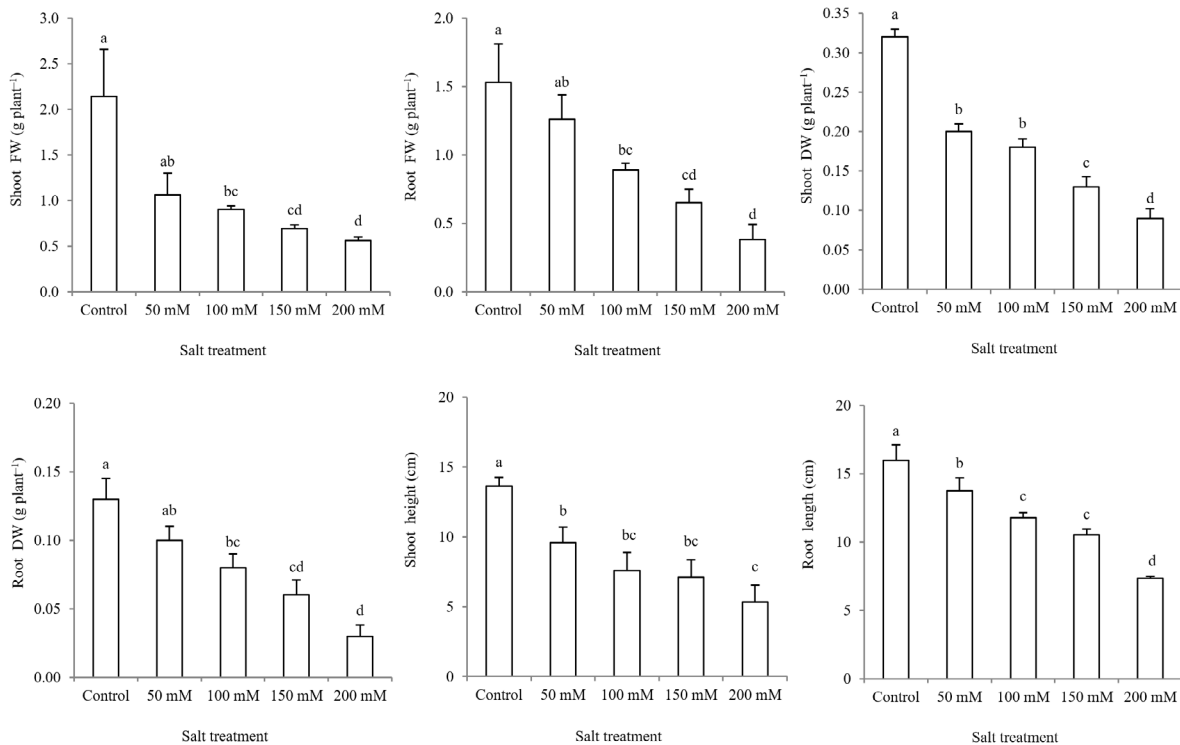 Shoot FW (g plant⁻¹)
3.0
2.5
2.0
1.5
1.0
0.5
0.0
a
ab
bc
cd
d
Control 50 mM 100 mM 150 mM 200 mM
Salt treatment
Root FW (g plant⁻¹)
2.0
1.5
1.0
0.5
0.0
a
ab
bc
cd
d
Control 50 mM 100 mM 150 mM 200 mM
Salt treatment
Shoot DW (g plant⁻¹)
0.35
0.30
0.20
0.20
0.10
0.05
0.00
a
b
b
c
d
Control 50 mM 100 mM 150 mM 200 mM
Salt treatment
Root DW (g plant⁻¹)
0.20
0.15
0.10
0.05
0.00
a
ab
bc
cd
d
Control 50 mM 100 mM 150 mM 200 mM
Salt treatment
Shoot height (cm)
20
15
10
5
0
a
b
bc
bc
c
Control 50 mM 100 mM 150 mM 200 mM
Salt treatment
Root length (cm)
20
15
10
5
0
a
b
c
c
d
Control 50 mM 100 mM 150 mM 200 mM
Salt treatment